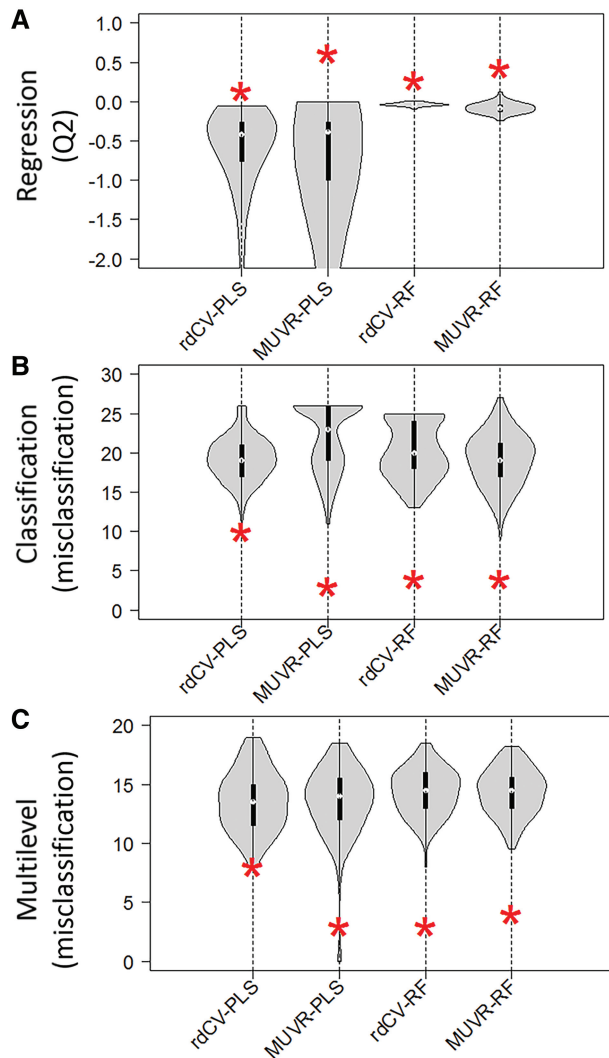 A
Regression
(Q2)
1.0
0.5
0.0
-0.5
-1.0
-1.5
-2.0
rdCV-PLS
MUVR-PLS
rdCV-RF
MUVR-RF
B
Classification
(misclassification)
30
25
20
15
10
5
0
rdCV-PLS
MUVR-PLS
rdCV-RF
MUVR-RF
C
Multilevel
(misclassification)
20
15
10
5
0
rdCV-PLS
MUVR-PLS
rdCV-RF
MUVR-RF